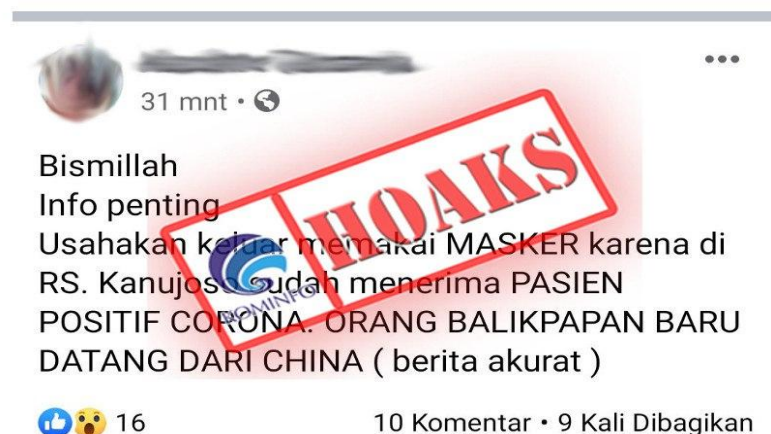 31 mnt
Bismillah
Info penting
Usahakan keluar memakai MASKER karena di
RS. Kanujoso sudah menerima PASIEN
POSITIF CORONA. ORANG BALIKPAPAN BARU
DATANG DARI CHINA ( berita akurat )
HOAKS
KOMINFO
16
10 Komentar • 9 Kali Dibagikan